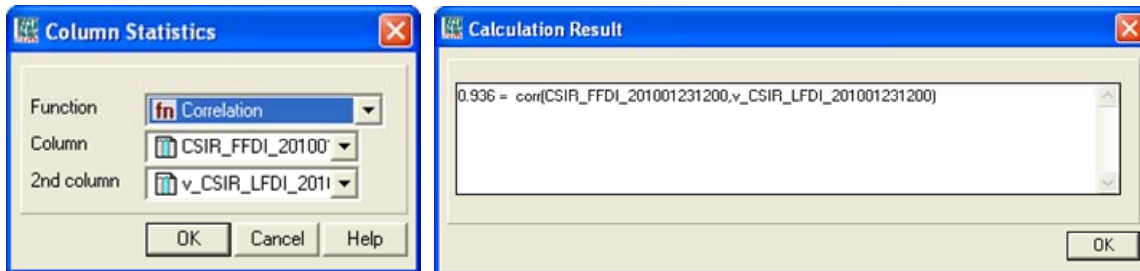 Column Statistics
Function
fn Correlation
Column
CSIR_FFDI_20100
2nd column
v_CSIR_LFDI_201
OK Cancel Help
Calculation Result
0.936 = corr(CSIR_FFDI_201001231200,v_CSIR_LFDI_201001231200)
OK